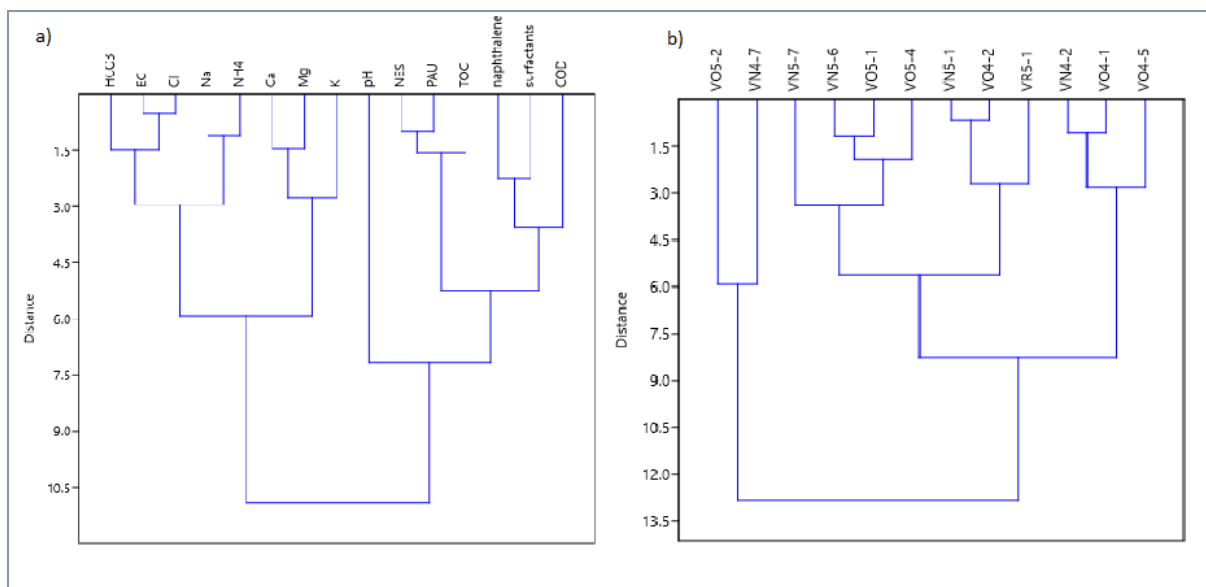 a)
HCO3
EC
Cl
Na
NH4
Ca
Mg
K
pH
NES
PAU
TOC
naphthalene
surfactants
COD
1.5
3.0
4.5
6.0
7.5
9.0
10.5
Distance
b)
VO5-2
VN4-7
VN5-7
VN5-6
VO5-1
VO5-4
VN5-1
VO4-2
VR5-1
VN4-2
VO4-1
VO4-5
1.5
3.0
4.5
6.0
7.5
9.0
10.5
12.0
13.5
Distance